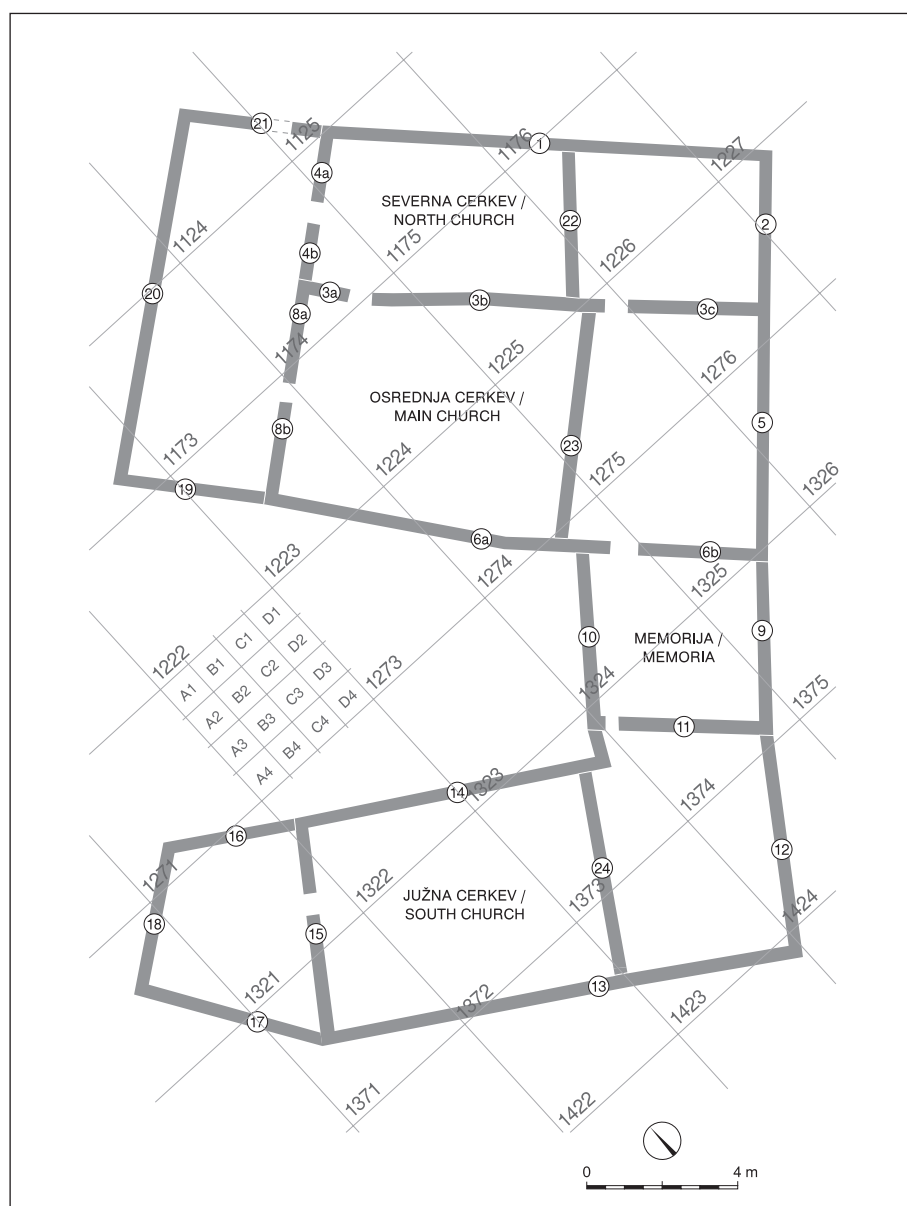 21
1125
1
1176
1227
4a
SEVERNA CERKEV /
NORTH CHURCH
22
2
1124
1175
1226
4b
3a
20
3b
3c
8a
1174
1225
1276
OSREDNJA CERKEV /
MAIN CHURCH
5
8b
23
1173
1224
1275
1326
19
6a
6b
1223
1274
1325
A1 B1 C1 D1
A2 B2 C2 D2
A3 B3 C3 D3
A4 B4 C4 D4
1222
1273
10
MEMORIJA /
MEMORIA
9
1324
1375
11
14
1323
1374
16
12
1271
1322
JUŽNA CERKEV /
SOUTH CHURCH
24
1373
18
15
1424
1321
1372
13
1423
17
1371
1422
0 4 m